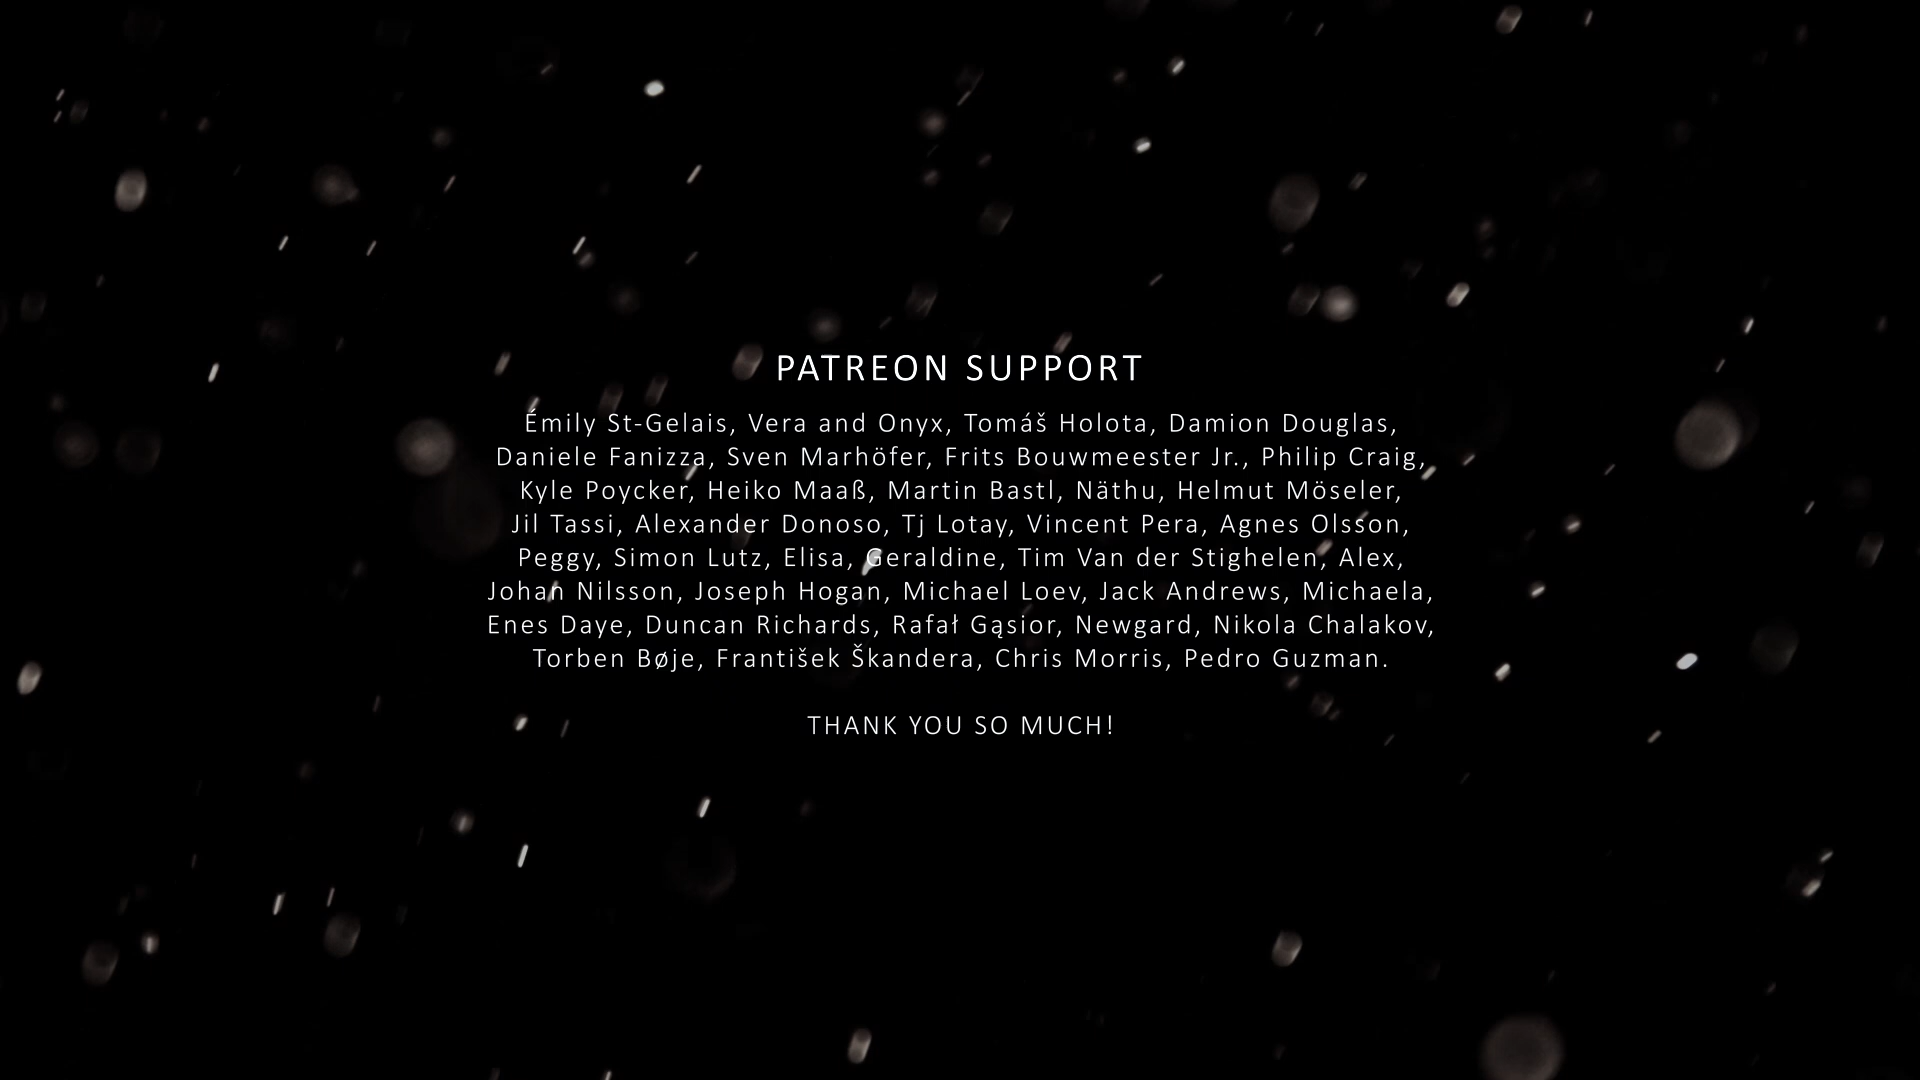 PATREON SUPPORT
Émily St-Gelais, Vera and Onyx, Tomáš Holota, Damion Douglas,
Daniele Fanizza, Sven Marhöfer, Frits Bouwmeester Jr., Philip Craig,
Kyle Poycker, Heiko Maaß, Martin Bastl, Näthu, Helmut Möseler,
Jil Tassi, Alexander Donoso, Tj Lotay, Vincent Pera, Agnes Olsson,
Peggy, Simon Lutz, Elisa, Geraldine, Tim Van der Stighelen, Alex,
Johan Nilsson, Joseph Hogan, Michael Loev, Jack Andrews, Michaela,
Enes Daye, Duncan Richards, Rafał Gąsior, Newgard, Nikola Chalakov,
Torben Bøje, František Škandera, Chris Morris, Pedro Guzman.
THANK YOU SO MUCH!